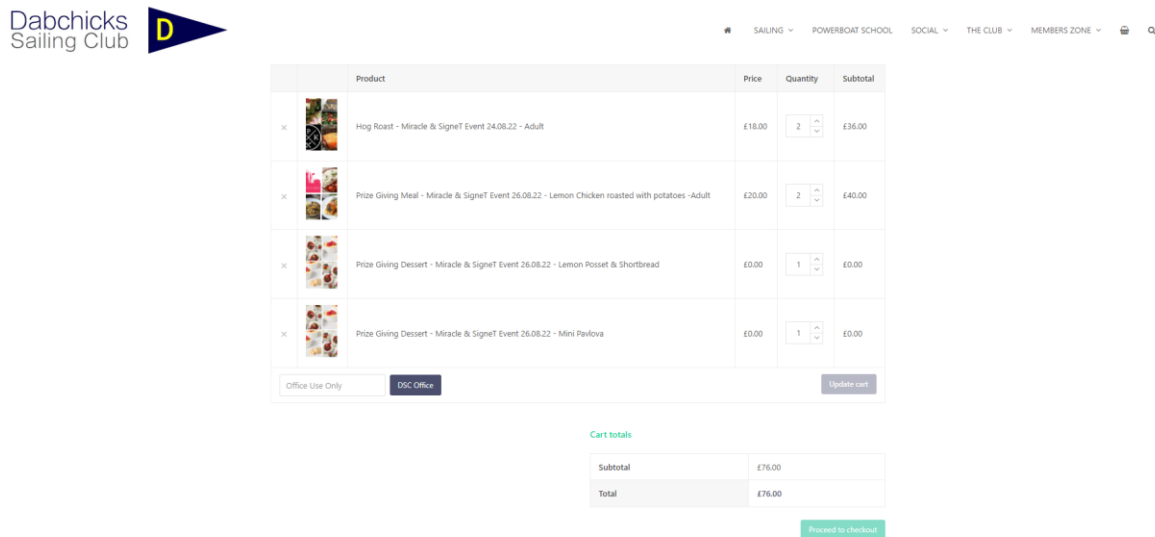 Dabchicks
Sailing Club
D
SAILING POWERBOAT SCHOOL SOCIAL THE CLUB MEMBERS ZONE
Product Price Quantity Subtotal
Hog Roast - Miracle & SigneT Event 24.08.22 - Adult £18.00 2 £36.00
Prize Giving Meal - Miracle & SigneT Event 26.08.22 - Lemon Chicken roasted with potatoes -Adult £20.00 2 £40.00
Prize Giving Dessert - Miracle & SigneT Event 26.08.22 - Lemon Posset & Shortbread £0.00 1 £0.00
Prize Giving Dessert - Miracle & SigneT Event 26.08.22 - Mini Pavlova £0.00 1 £0.00
Office Use Only DSC Office Update cart
Cart totals
Subtotal £76.00
Total £76.00
Proceed to checkout